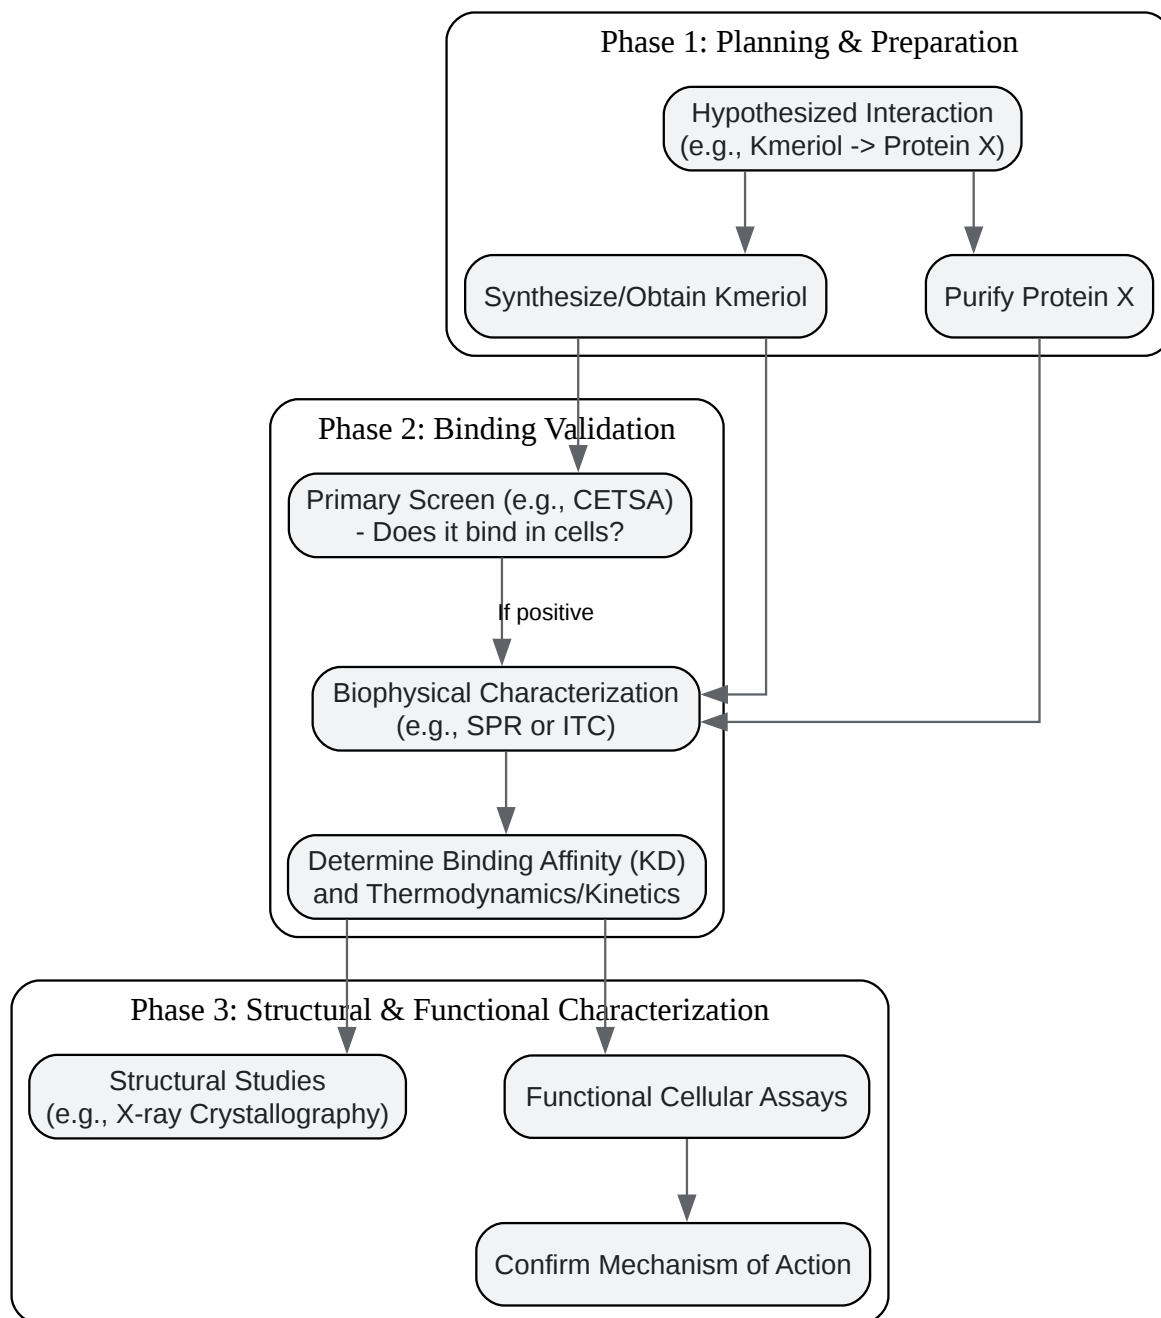 Phase 1: Planning & Preparation
Hypothesized Interaction
(e.g., Kmeriol -> Protein X)
Synthesize/Obtain Kmeriol
Purify Protein X
Phase 2: Binding Validation
Primary Screen (e.g., CETSA)
- Does it bind in cells?
If positive
Biophysical Characterization
(e.g., SPR or ITC)
Determine Binding Affinity (KD)
and Thermodynamics/Kinetics
Phase 3: Structural & Functional Characterization
Structural Studies
(e.g., X-ray Crystallography)
Functional Cellular Assays
Confirm Mechanism of Action